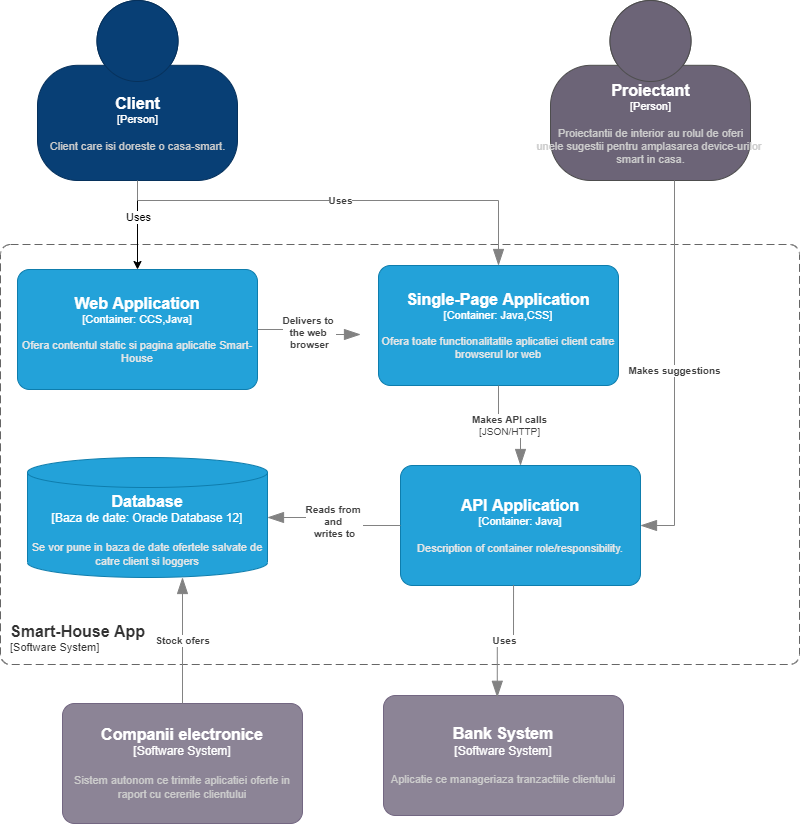 Client
[Person]
Client care isi doreste o casa-smart.
Proiectant
[Person]
Proiectantii de interior au rolul de oferi
unele sugestii pentru amplasarea device-urilor
smart in casa.
Uses
Uses
Web Application
[Container: CCS,Java]
Ofera contentul static si pagina aplicatie Smart-
House
Delivers to
the web
browser
Single-Page Application
[Container: Java,CSS]
Ofera toate functionalitatile aplicatiei client catre
browserul lor web
Makes suggestions
Makes API calls
[JSON/HTTP]
Database
[Baza de date: Oracle Database 12]
Se vor pune in baza de date ofertele salvate de
catre client si loggers
Reads from
and
writes to
API Application
[Container: Java]
Description of container role/responsibility.
Smart-House App
[Software System]
Stock ofers
Uses
Companii electronice
[Software System]
Sistem autonom ce trimite aplicatiei oferte in
raport cu cererile clientului
Bank System
[Software System]
Aplicatie ce manageriaza tranzactiile clientului